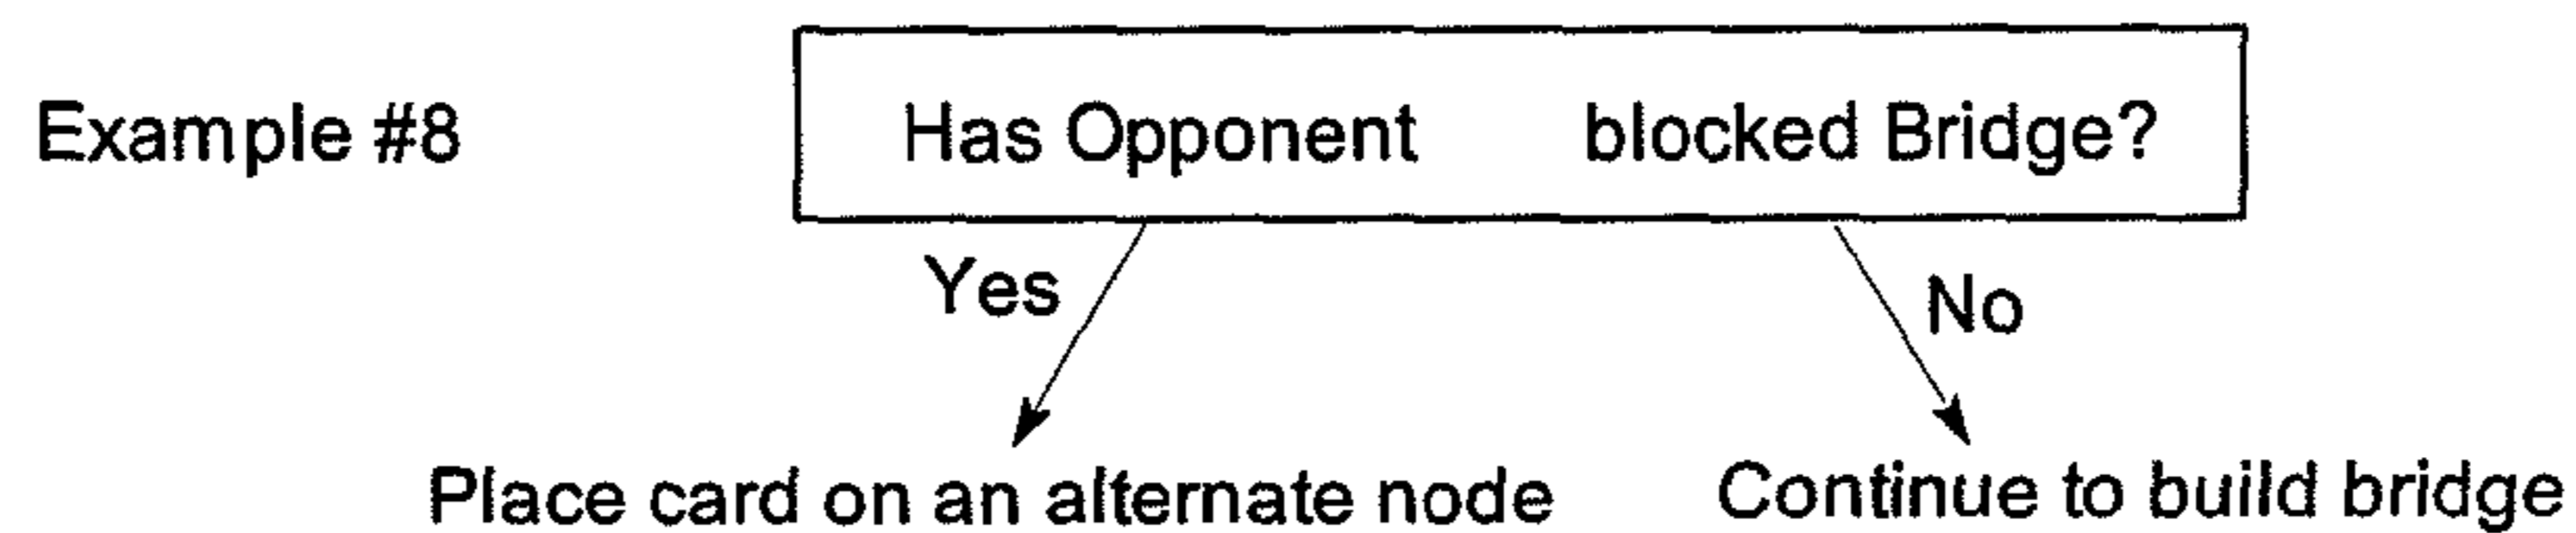 Example #8
Has Opponent blocked Bridge?
Yes
No
Place card on an alternate node
Continue to build bridge